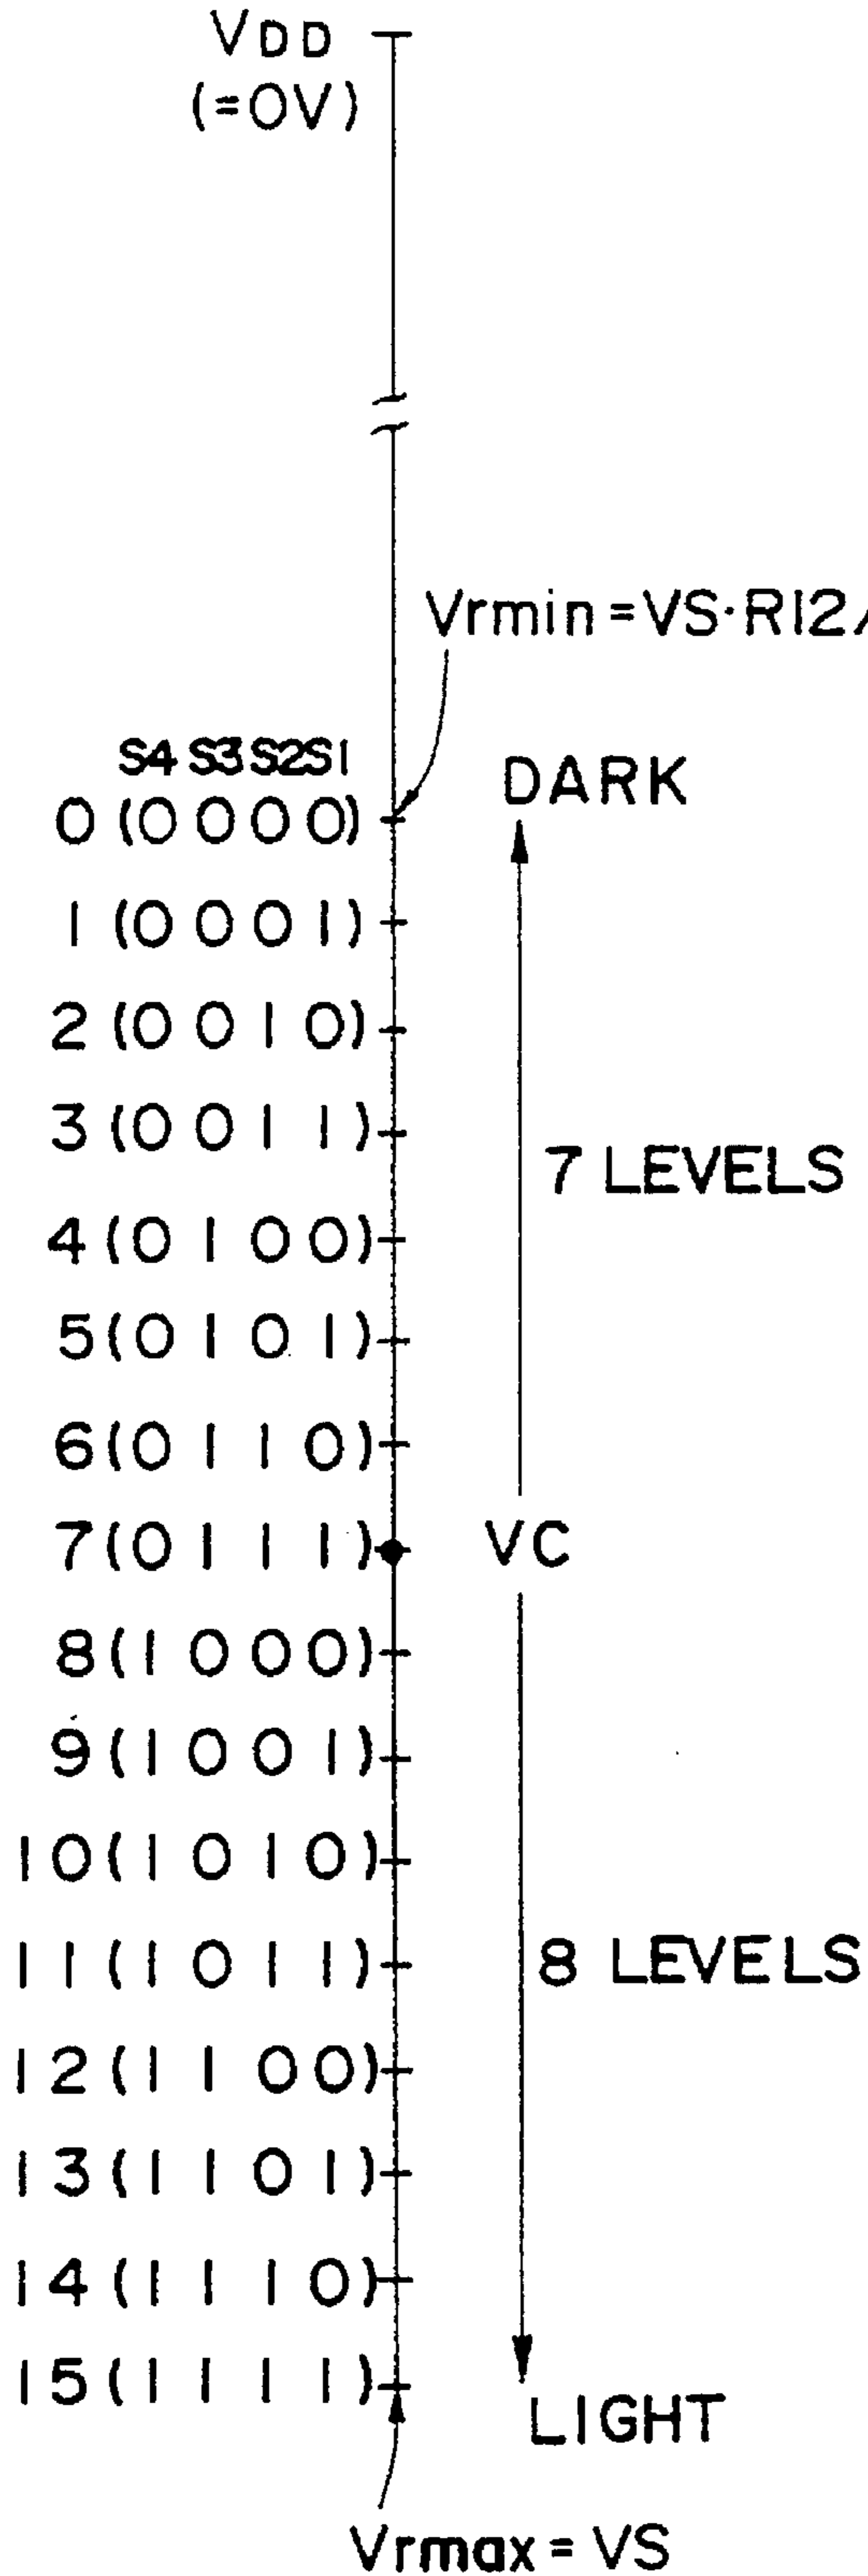 VDD
(=0V)
Vrmin=VS·R12/
S4 S3 S2 S1
DARK
0 (0 0 0 0)
1 (0 0 0 1)
2 (0 0 1 0)
3 (0 0 1 1)
7 LEVELS
4 (0 1 0 0)
5 (0 1 0 1)
6 (0 1 1 0)
7 (0 1 1 1)
VC
8 (1 0 0 0)
9 (1 0 0 1)
10 (1 0 1 0)
11 (1 0 1 1)
8 LEVELS
12 (1 1 0 0)
13 (1 1 0 1)
14 (1 1 1 0)
15 (1 1 1 1)
LIGHT
Vrmax=VS